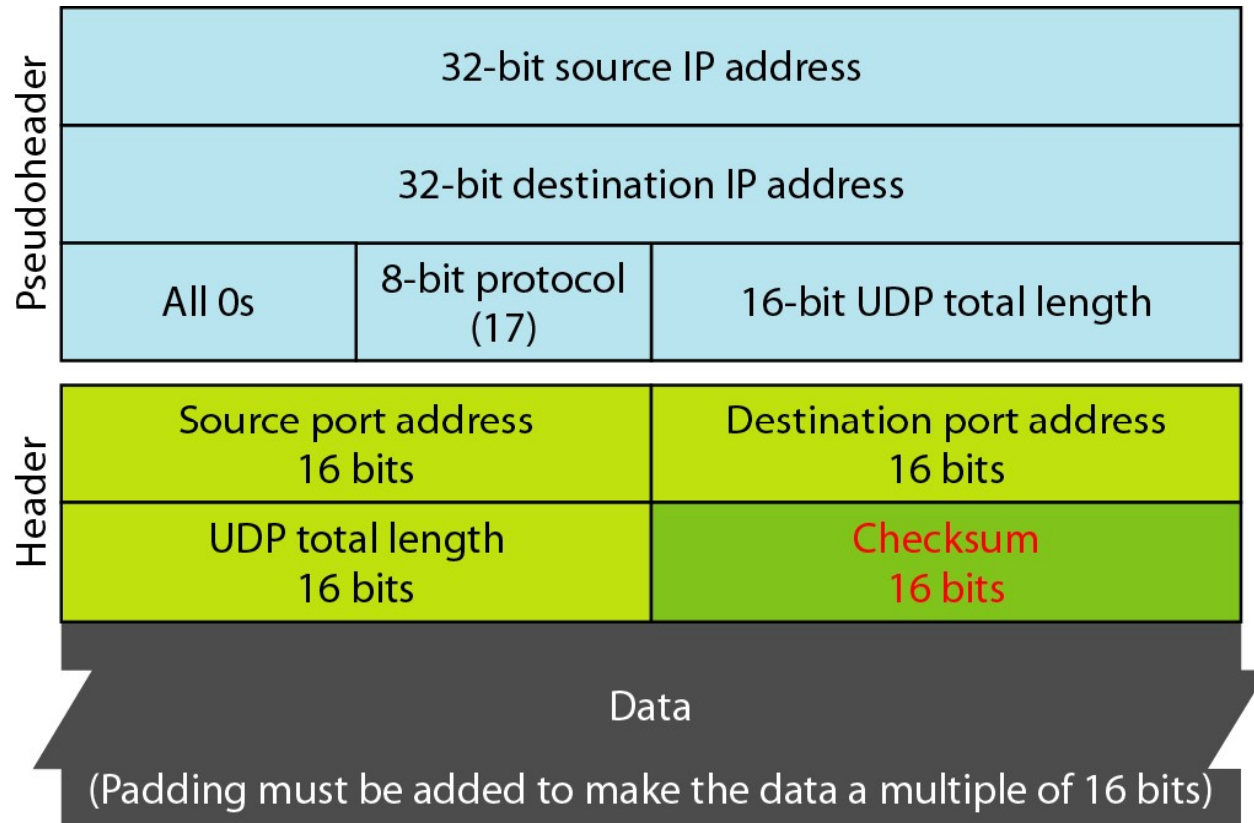 Pseudoheader
32-bit source IP address
32-bit destination IP address
All 0s
8-bit protocol
(17)
16-bit UDP total length
Header
Source port address
16 bits
Destination port address
16 bits
UDP total length
16 bits
Checksum
16 bits
Data
(Padding must be added to make the data a multiple of 16 bits)